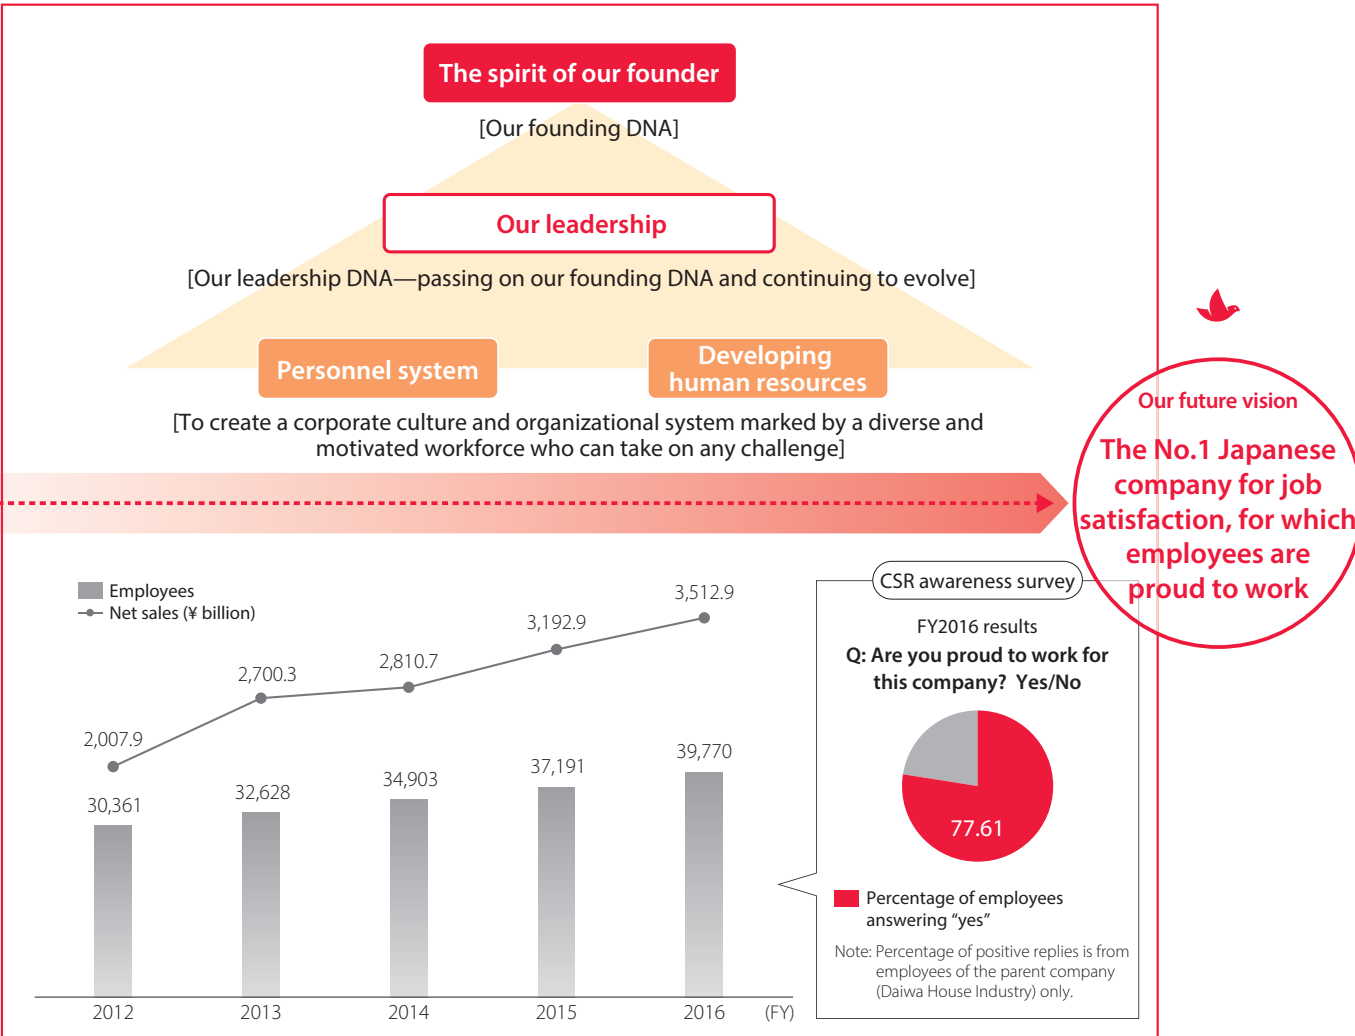 The spirit of our founder
[Our founding DNA]
Our leadership
[Our leadership DNA—passing on our founding DNA and continuing to evolve]
Personnel system
Developing
human resources
[To create a corporate culture and organizational system marked by a diverse and
motivated workforce who can take on any challenge]
Our future vision
The No.1 Japanese
company for job
satisfaction, for which
employees are
proud to work
Employees
Net sales (¥ billion)
2,007.9
2,700.3
2,810.7
3,192.9
3,512.9
30,361
32,628
34,903
37,191
39,770
2012
2013
2014
2015
2016
(FY)
CSR awareness survey
FY2016 results
Q: Are you proud to work for
this company? Yes/No
77.61
Percentage of employees
answering “yes”
Note: Percentage of positive replies is from
employees of the parent company
(Daiwa House Industry) only.